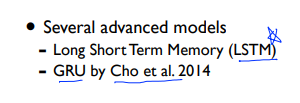 • Several advanced models
– Long Short Term Memory (LSTM)
– GRU by Cho et al. 2014